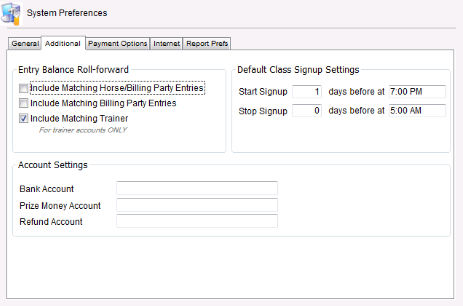 System Preferences
General Additional Payment Options Internet Report Prefs
Entry Balance Roll-forward
Include Matching Horse/Billing Party Entries
Include Matching Billing Party Entries
Include Matching Trainer
For trainer accounts ONLY
Default Class Signup Settings
Start Signup 1 days before at 7:00 PM
Stop Signup 0 days before at 5:00 AM
Account Settings
Bank Account
Prize Money Account
Refund Account